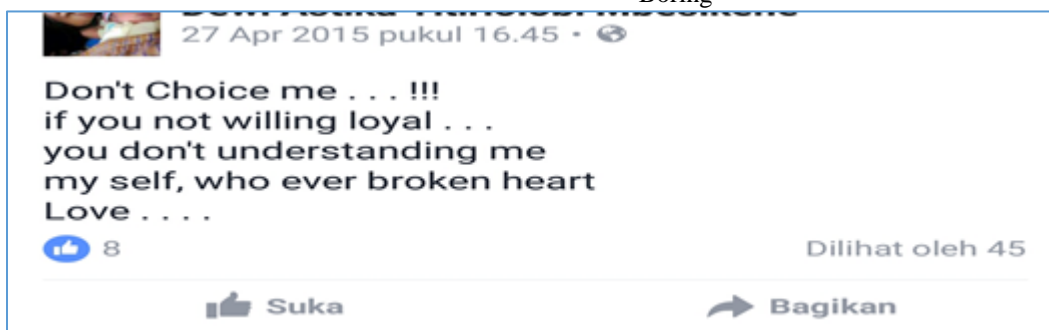 Boring
27 Apr 2015 pukul 16.45 •
Don't Choice me . . . !!!
if you not willing loyal . . .
you don't understanding me
my self, who ever broken heart
Love . . . .
8 Dilihat oleh 45
Suka Bagikan